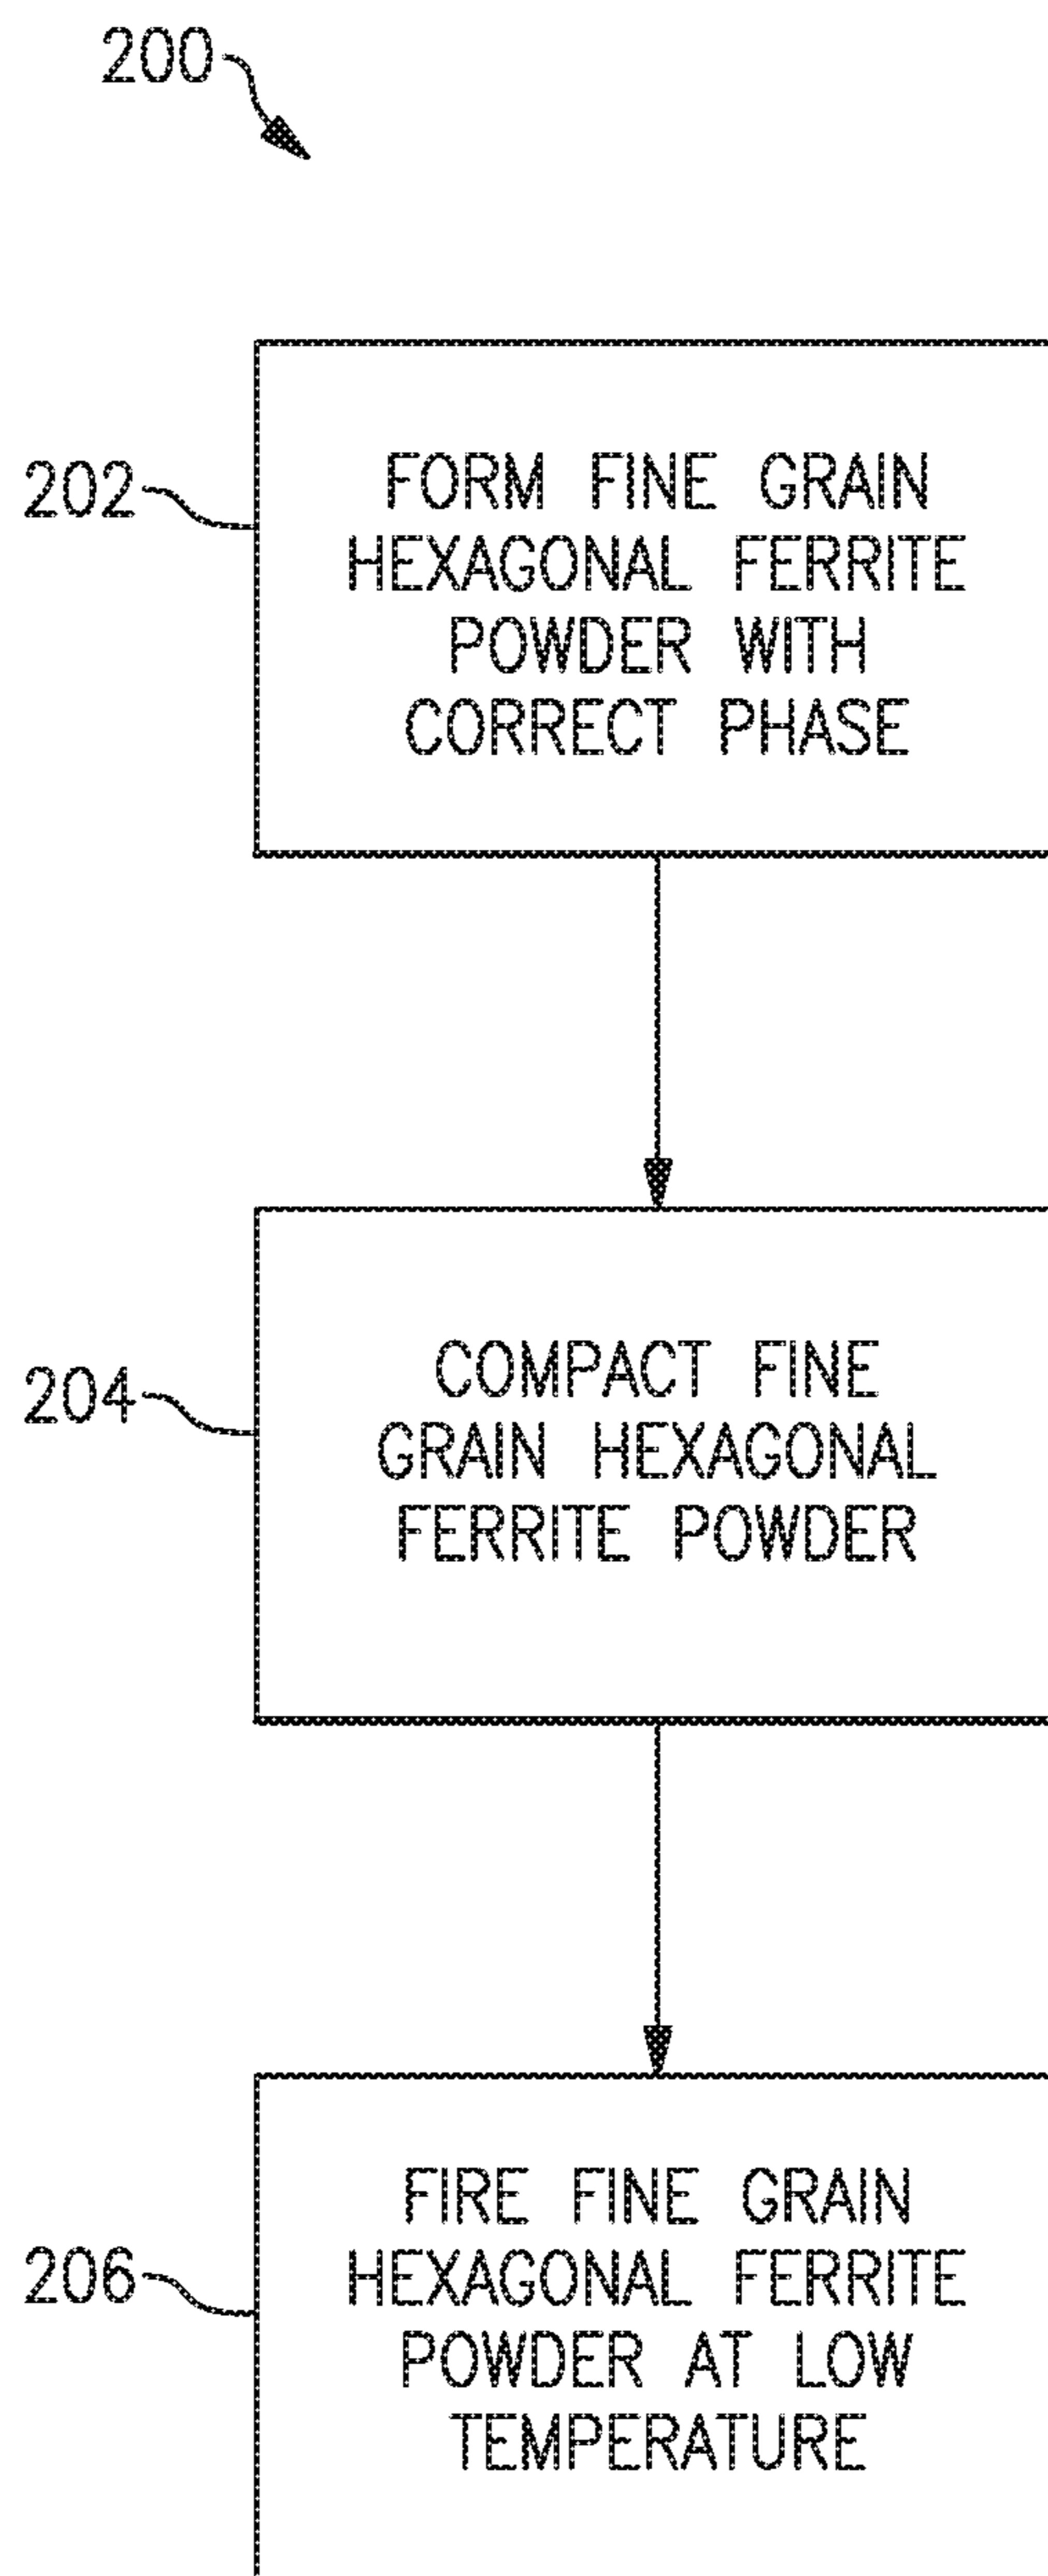 200
202
FORM FINE GRAIN
HEXAGONAL FERRITE
POWDER WITH
CORRECT PHASE
204
COMPACT FINE
GRAIN HEXAGONAL
FERRITE POWDER
206
FIRE FINE GRAIN
HEXAGONAL FERRITE
POWDER AT LOW
TEMPERATURE